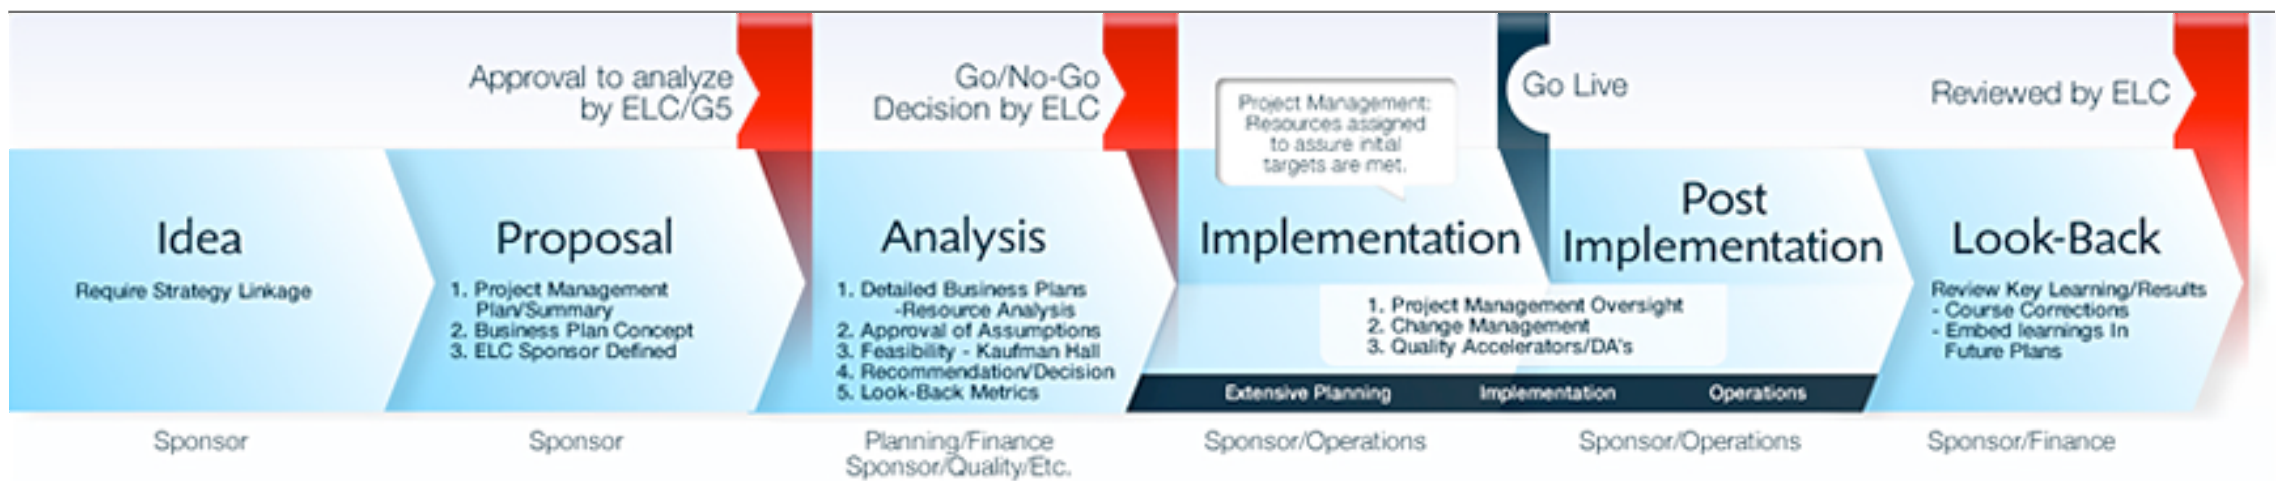 Approval to analyze
by ELC/G5
Go/No-Go
Decision by ELC
Project Management:
Resources assigned
to assure initial
targets are met.
Go Live
Reviewed by ELC
Idea
Require Strategy Linkage
Proposal
1. Project Management
Plan/Summary
2. Business Plan Concept
3. ELC Sponsor Defined
Analysis
1. Detailed Business Plans
-Resource Analysis
2. Approval of Assumptions
3. Feasibility - Kaufman Hall
4. Recommendation/Decision
5. Look-Back Metrics
Implementation
Post
Implementation
1. Project Management Oversight
2. Change Management
3. Quality Accelerators/DA's
Extensive Planning
Implementation
Operations
Look-Back
Review Key Learning/Results
- Course Corrections
- Embed learnings In
Future Plans
Sponsor
Sponsor
Planning/Finance
Sponsor/Quality/Etc.
Sponsor/Operations
Sponsor/Operations
Sponsor/Finance